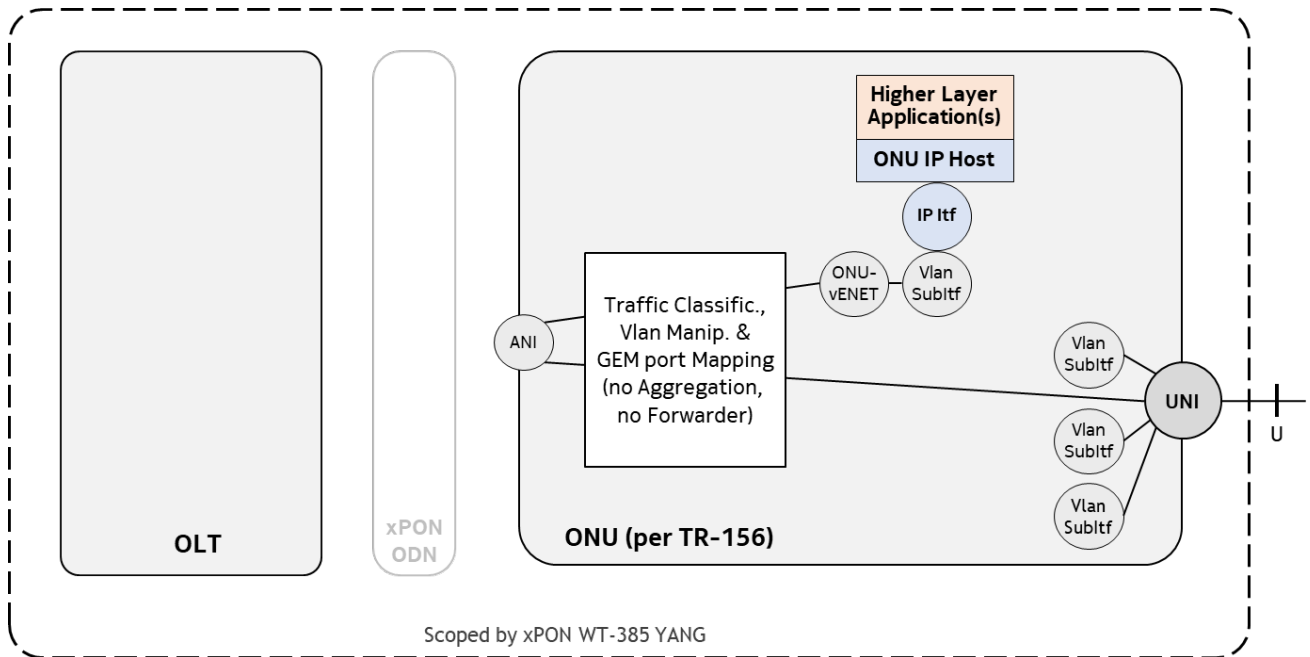 Higher Layer
Application(s)
ONU IP Host
IP Itf
ONU-
vENET
Vlan
SubItf
Traffic Classific.,
Vlan Manip. &
GEM port Mapping
(no Aggregation,
no Forwarder)
ANI
Vlan
SubItf
UNI
U
Vlan
SubItf
Vlan
SubItf
OLT
xPON
ODN
ONU (per TR-156)
Scoped by xPON WT-385 YANG